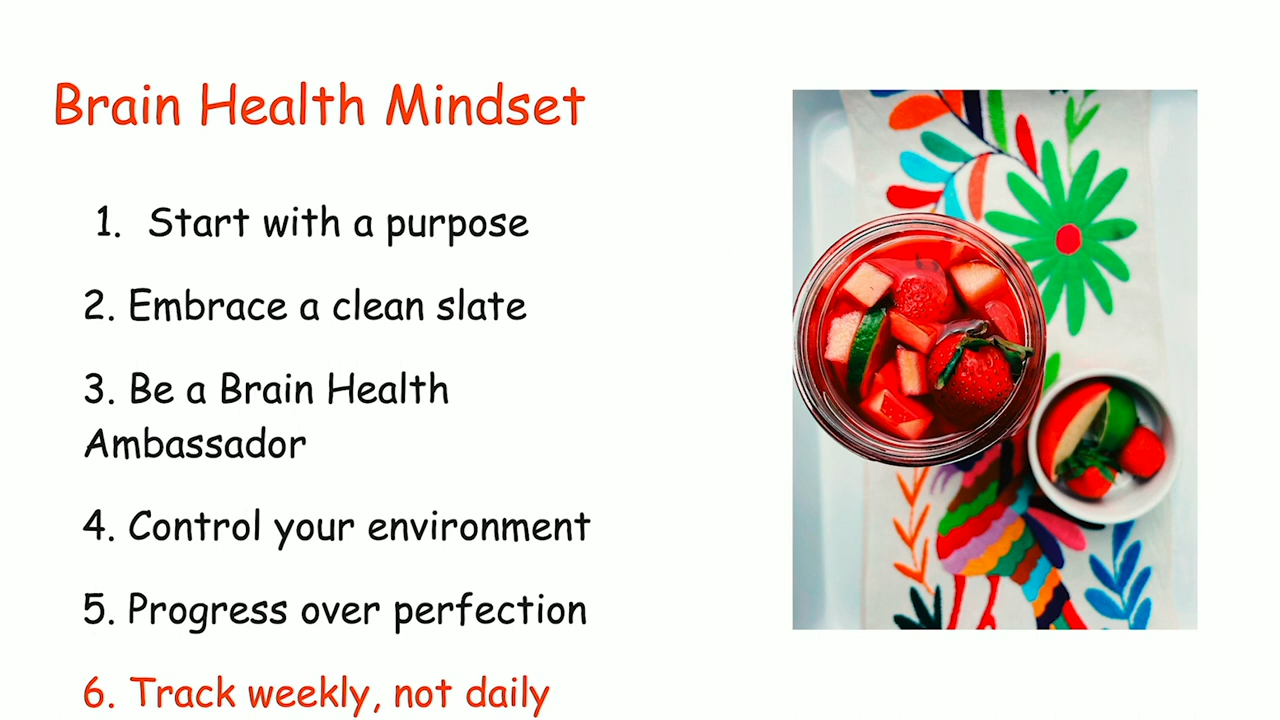 Brain Health Mindset
1. Start with a purpose
2. Embrace a clean slate
3. Be a Brain Health
Ambassador
4. Control your environment
5. Progress over perfection
6. Track weekly, not daily